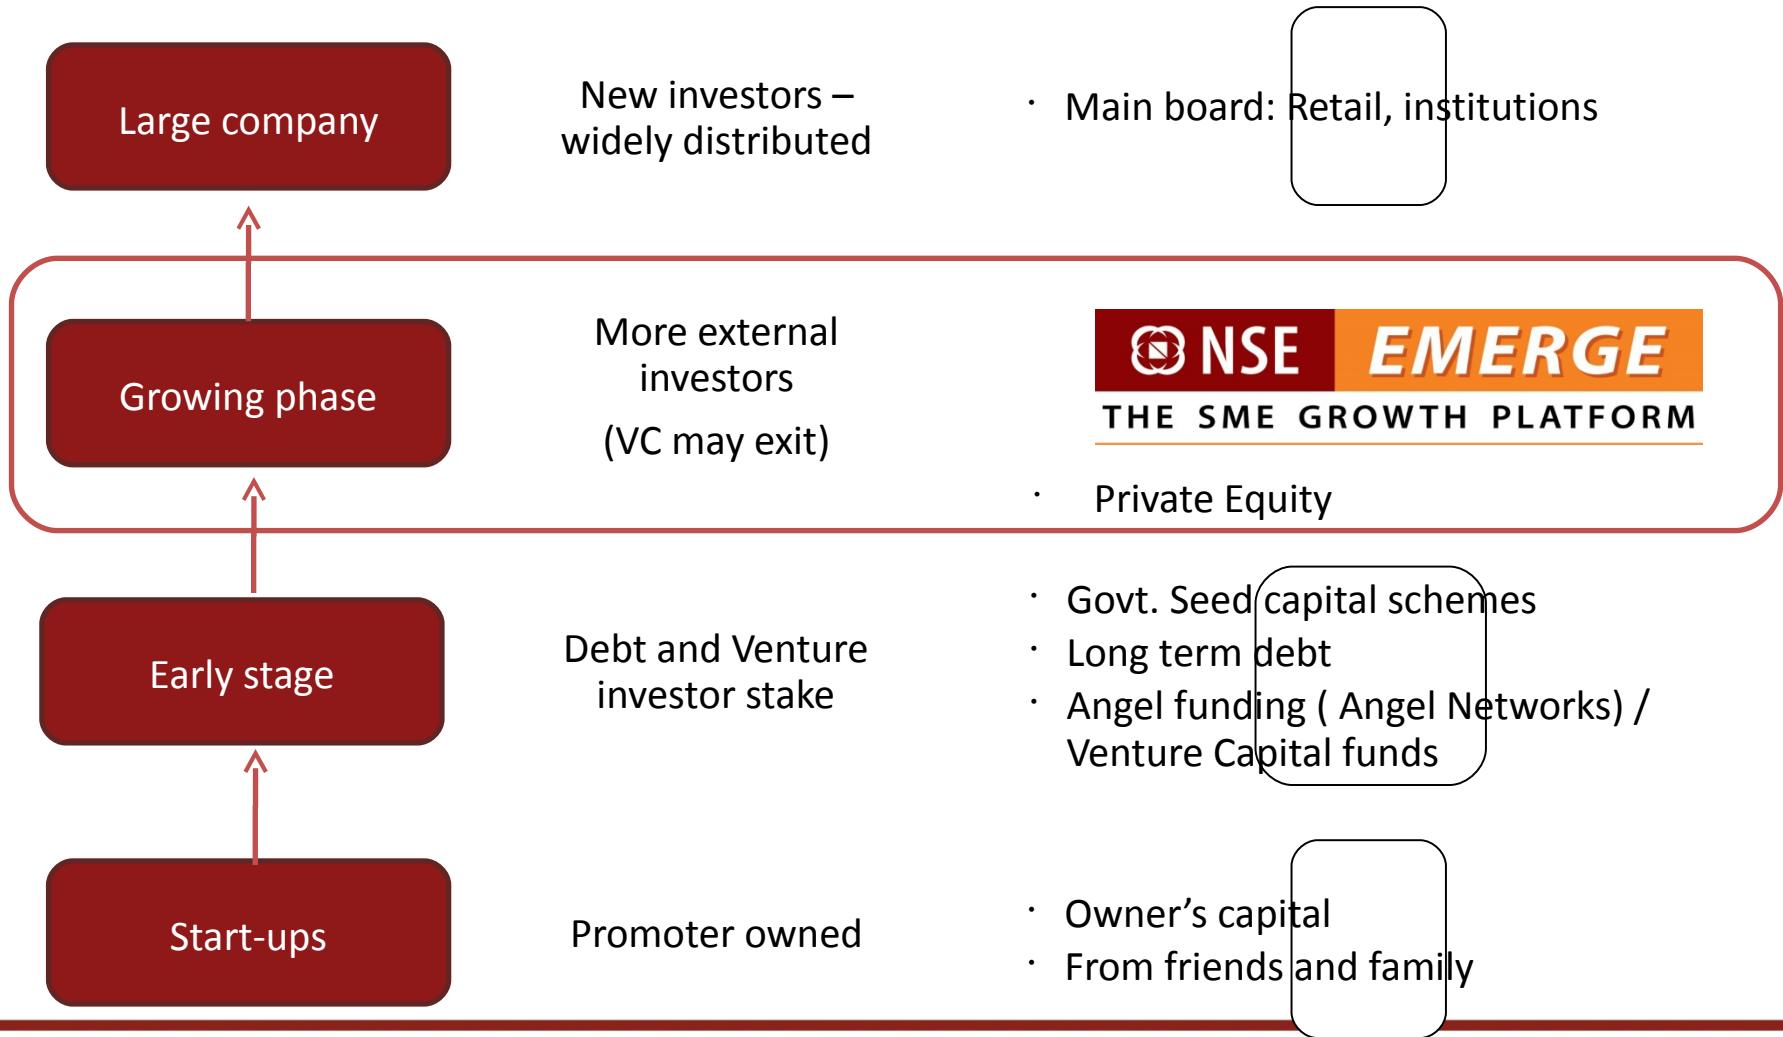 Large company
New investors –
widely distributed
· Main board: Retail, institutions
Growing phase
More external
investors
(VC may exit)
NSE EMERGE
THE SME GROWTH PLATFORM
· Private Equity
Early stage
Debt and Venture
investor stake
· Govt. Seed capital schemes
· Long term debt
· Angel funding ( Angel Networks) /
Venture Capital funds
Start-ups
Promoter owned
· Owner’s capital
· From friends and family